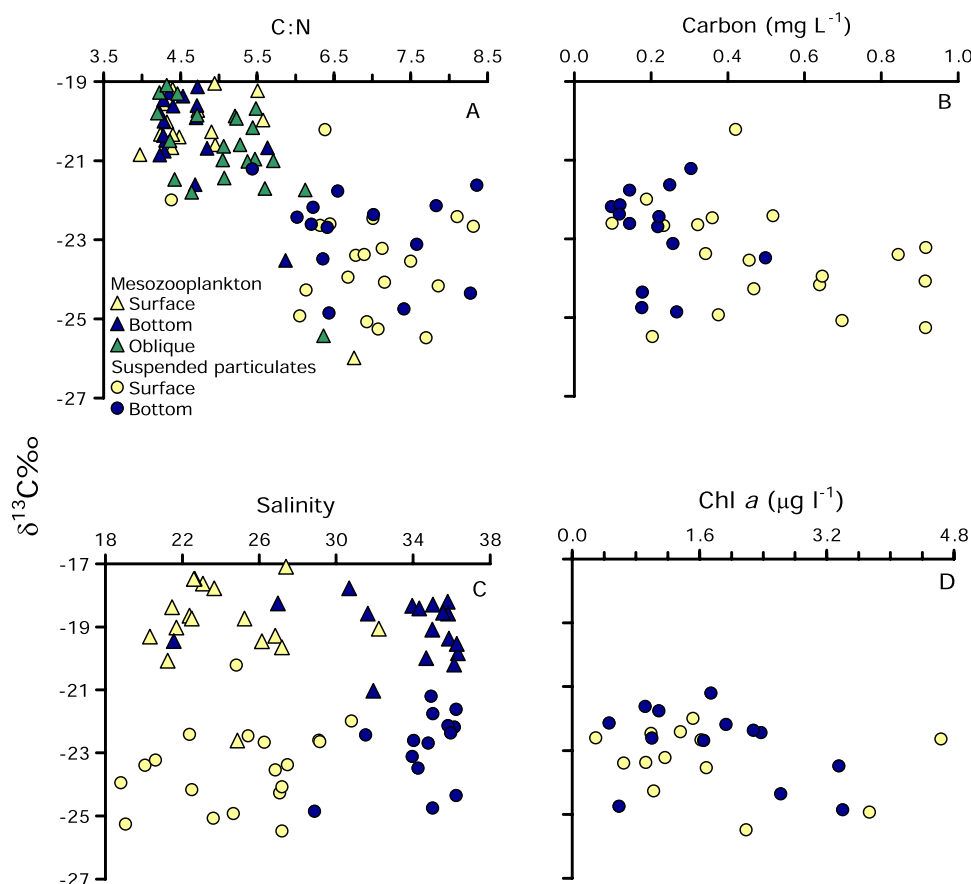 C:N
3.5 4.5 5.5 6.5 7.5 8.5
-19
-21
-23
-25
-27
A
Mesozooplankton
Surface
Bottom
Oblique
Suspended particulates
Surface
Bottom
Carbon (mg L⁻¹)
0.0 0.2 0.4 0.6 0.8 1.0
B
δ¹³C‰
Salinity
18 22 26 30 34 38
-17
-19
-21
-23
-25
-27
C
Chl a (μg l⁻¹)
0.0 1.6 3.2 4.8
D